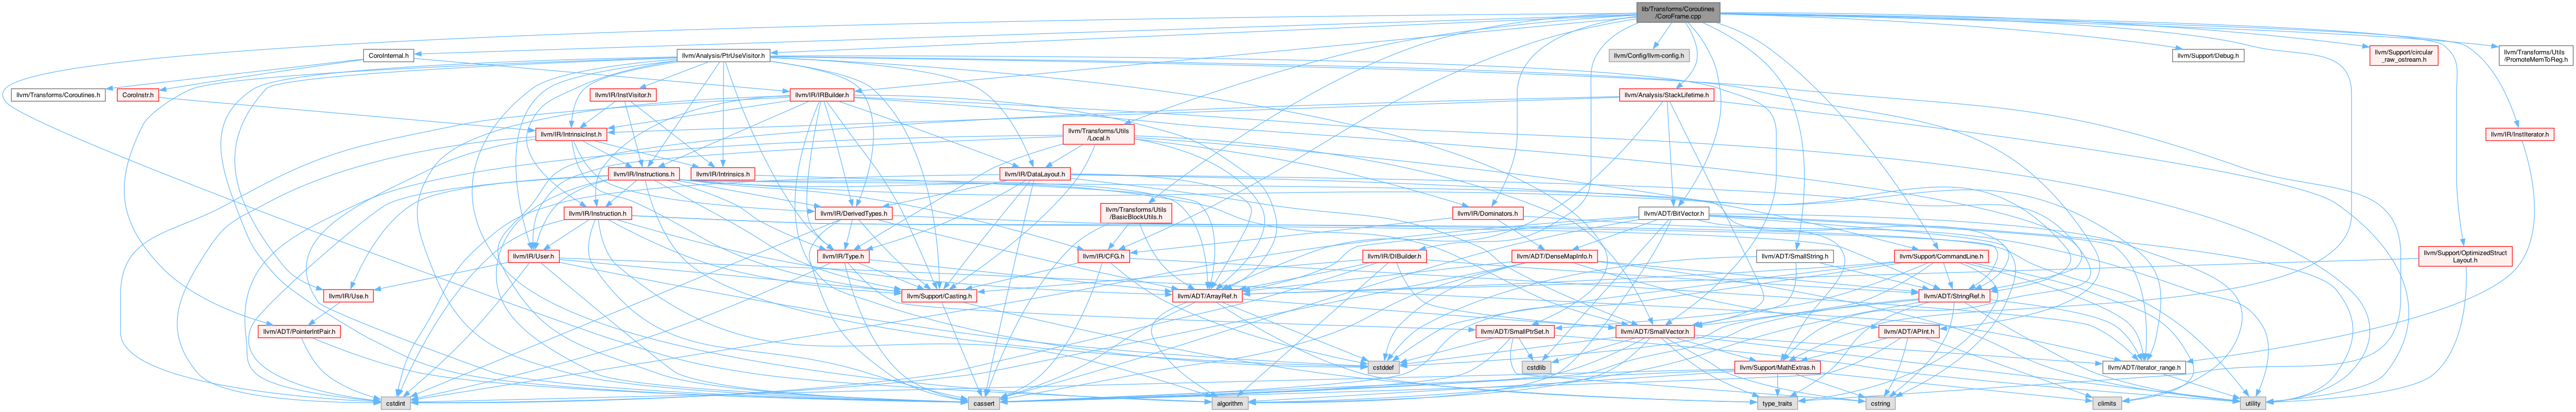 lib/Transforms/Coroutines
/CoroFrame.cpp
CoroInternal.h
llvm/Analysis/PtrUseVisitor.h
llvm/Config/llvm-config.h
llvm/Support/Debug.h
llvm/Support/circular
_raw_ostream.h
llvm/Transforms/Utils
/PromoteMemToReg.h
llvm/Transforms/Coroutines.h
CoroInstr.h
llvm/IR/InstVisitor.h
llvm/IR/IRBuilder.h
llvm/Analysis/StackLifetime.h
llvm/IR/IntrinsicInst.h
llvm/Transforms/Utils
/Local.h
llvm/IR/InstIterator.h
llvm/IR/Instructions.h
llvm/IR/Intrinsics.h
llvm/IR/DataLayout.h
llvm/IR/Instruction.h
llvm/IR/DerivedTypes.h
llvm/Transforms/Utils
/BasicBlockUtils.h
llvm/IR/Dominators.h
llvm/ADT/BitVector.h
llvm/IR/User.h
llvm/IR/Type.h
llvm/IR/CFG.h
llvm/IR/DIBuilder.h
llvm/ADT/DenseMapInfo.h
llvm/ADT/SmallString.h
llvm/Support/CommandLine.h
llvm/Support/OptimizedStruct
Layout.h
llvm/IR/Use.h
llvm/Support/Casting.h
llvm/ADT/ArrayRef.h
llvm/ADT/StringRef.h
llvm/ADT/PointerIntPair.h
llvm/ADT/SmallPtrSet.h
llvm/ADT/SmallVector.h
llvm/ADT/APInt.h
cstddef
cstdlib
llvm/Support/MathExtras.h
llvm/ADT/iterator_range.h
cstdint
cassert
algorithm
type_traits
cstring
climits
utility